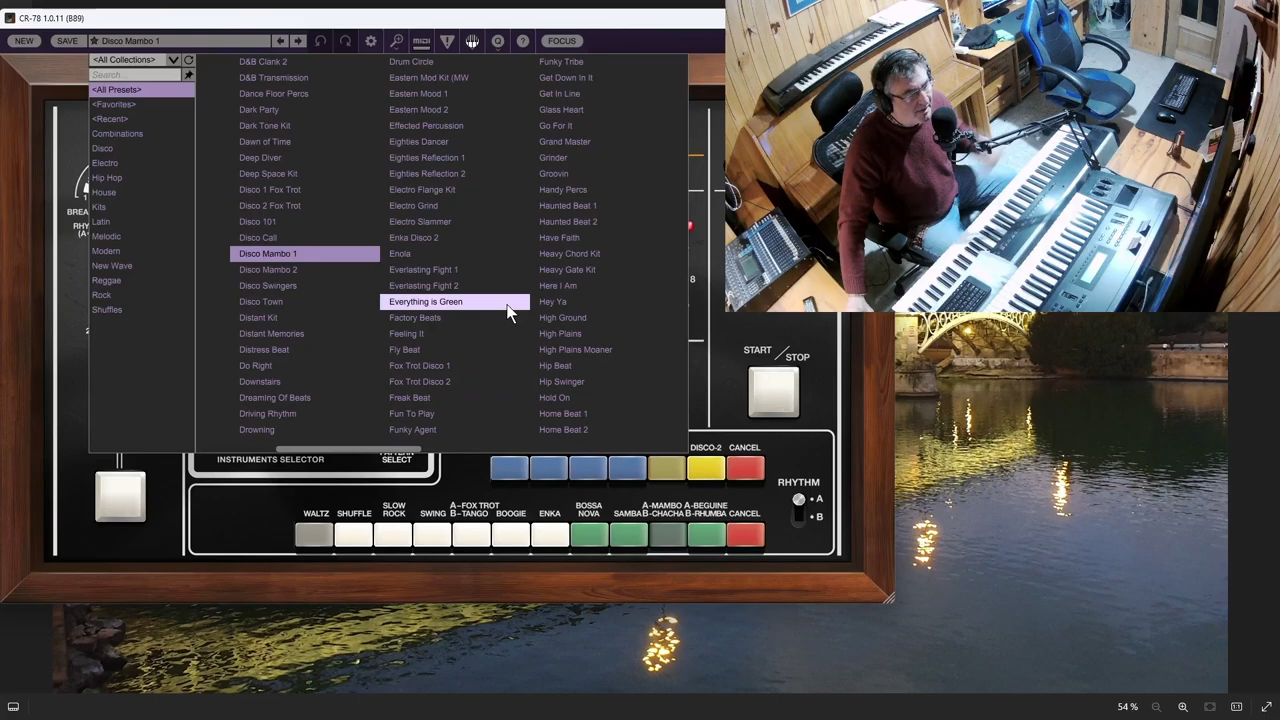 CR-78 1.0.11 (B89)
NEW SAVE Disco Mambo 1 MIDI Q ? FOCUS
<All Collections>
Search...
<All Presets>
<Favorites>
<Recent>
Combinations
Disco
Electro
Hip Hop
House
Kits
Latin
Melodic
Modern
New Wave
Reggae
Rock
Shuffles
D&B Clank 2
D&B Transmission
Dance Floor Percs
Dark Party
Dark Tone Kit
Dawn of Time
Deep Diver
Deep Space Kit
Disco 1 Fox Trot
Disco 2 Fox Trot
Disco 101
Disco Call
Disco Mambo 1
Disco Mambo 2
Disco Swingers
Disco Town
Distant Kit
Distant Memories
Distress Beat
Do Right
Downstairs
Dreaming Of Beats
Driving Rhythm
Drowning
Drum Circle
Eastern Mod Kit (MW
Eastern Mood 1
Eastern Mood 2
Effected Percussion
Eighties Dancer
Eighties Reflection 1
Eighties Reflection 2
Electro Flange Kit
Electro Grind
Electro Slammer
Enka Disco 2
Enola
Everlasting Fight 1
Everlasting Fight 2
Everything is Green
Factory Beats
Feeling It
Fly Beat
Fox Trot Disco 1
Fox Trot Disco 2
Freak Beat
Fun To Play
Funky Agent
Funky Tribe
Get Down In It
Get In Line
Glass Heart
Go For It
Grand Master
Grinder
Groovin
Handy Percs
Haunted Beat 1
Haunted Beat 2
Have Faith
Heavy Chord Kit
Heavy Gate Kit
Here I Am
Hey Ya
High Ground
High Plains
High Plains Moaner
Hip Beat
Hip Swinger
Hold On
Home Beat 1
Home Beat 2
BREA
RHY
(A+
8
START / STOP
INSTRUMENTS SELECTOR
PATTERN
SELECT
DISCO-2 CANCEL
RHYTHM
A
B
WALTZ SHUFFLE SLOW ROCK SWING A–FOX TROT B–TANGO BOOGIE ENKA BOSSA NOVA SAMBA A-MAMBO B-CHACHA A-BEGUINE B-RHUMBA CANCEL
54 %